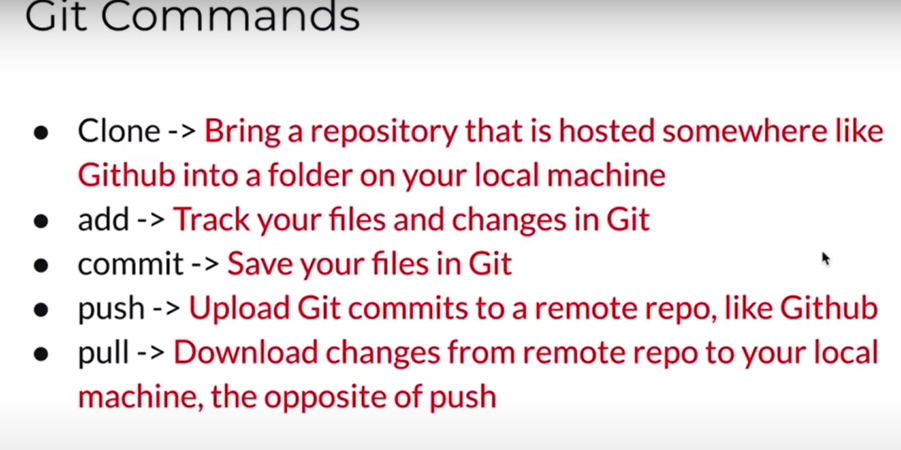 Git Commands
● Clone -> Bring a repository that is hosted somewhere like
Github into a folder on your local machine
● add -> Track your files and changes in Git
● commit -> Save your files in Git
● push -> Upload Git commits to a remote repo, like Github
● pull -> Download changes from remote repo to your local
machine, the opposite of push